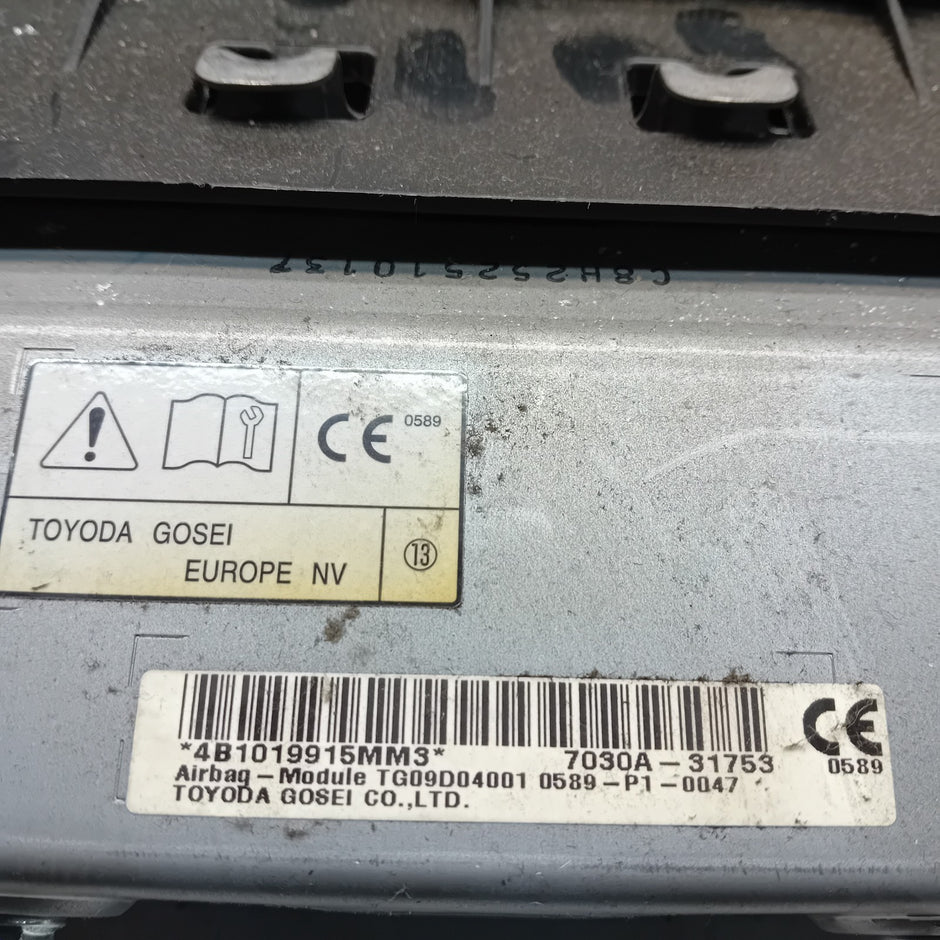 C8H252510137
CE 0589
TOYODA GOSEI
EUROPE NV
13
*4B1019915MM3* 7030A-31753
Airbag-Module TG09D04001 0589-P1-0047
TOYODA GOSEI CO.,LTD.
CE
0589